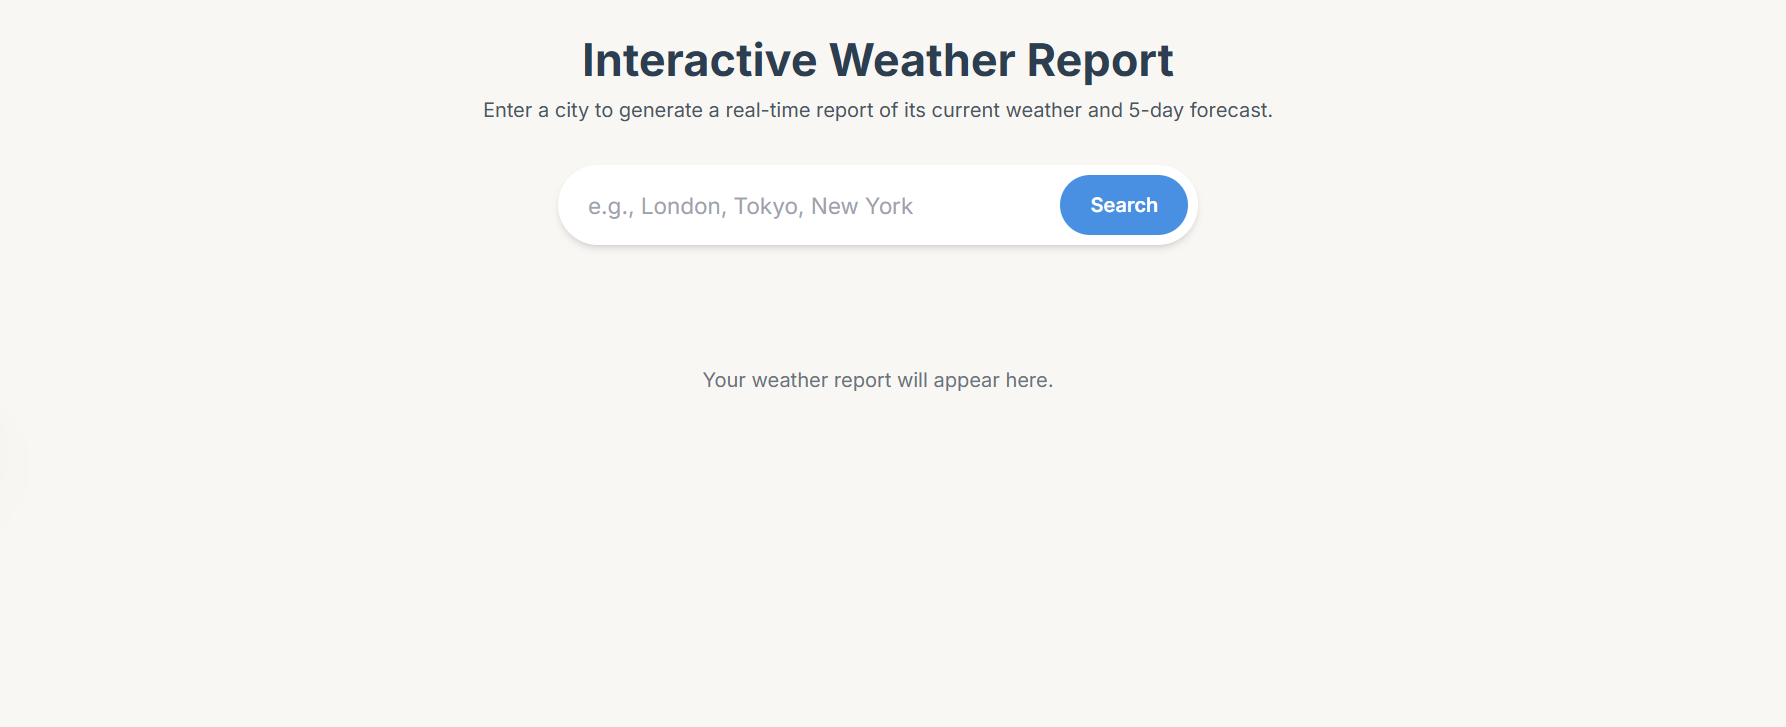 Interactive Weather Report
Enter a city to generate a real-time report of its current weather and 5-day forecast.
e.g., London, Tokyo, New York
Search
Your weather report will appear here.